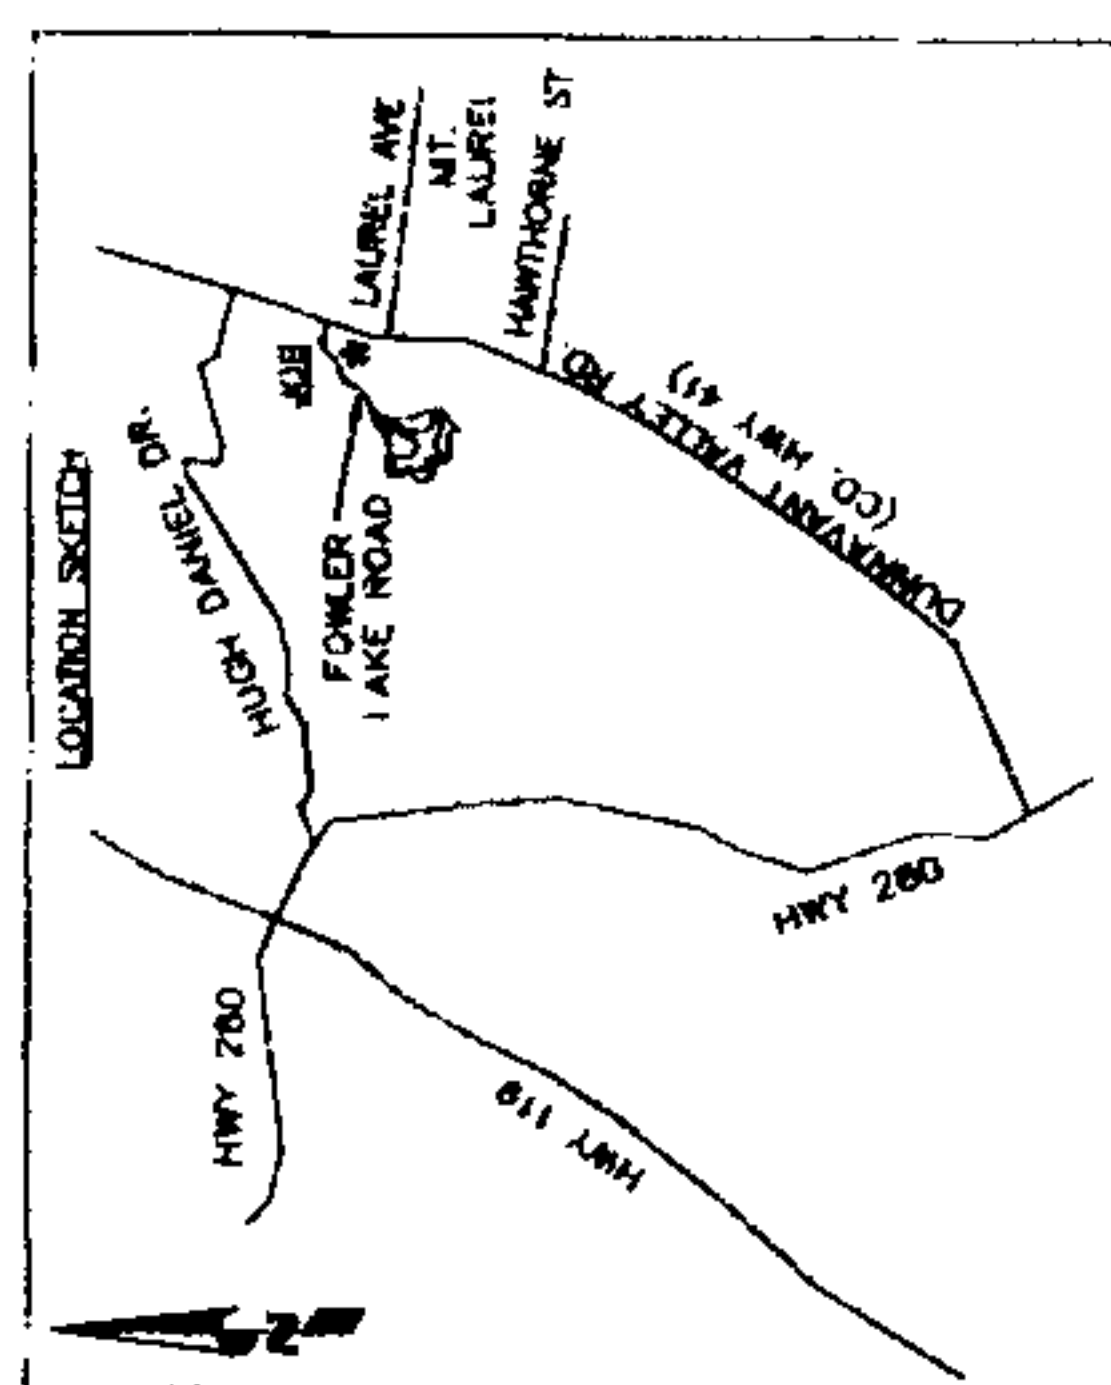 LOCATION SKETCH
HUGH DANIEL DR.
JOB
LAUREL AVE
MT.
LAUREL
HAWTHORNE ST
FOWLER
LAKE ROAD
DUNNAVANT VALLEY RD.
(CO. HWY 41)
HWY 280
HWY 280
HWY 119
N